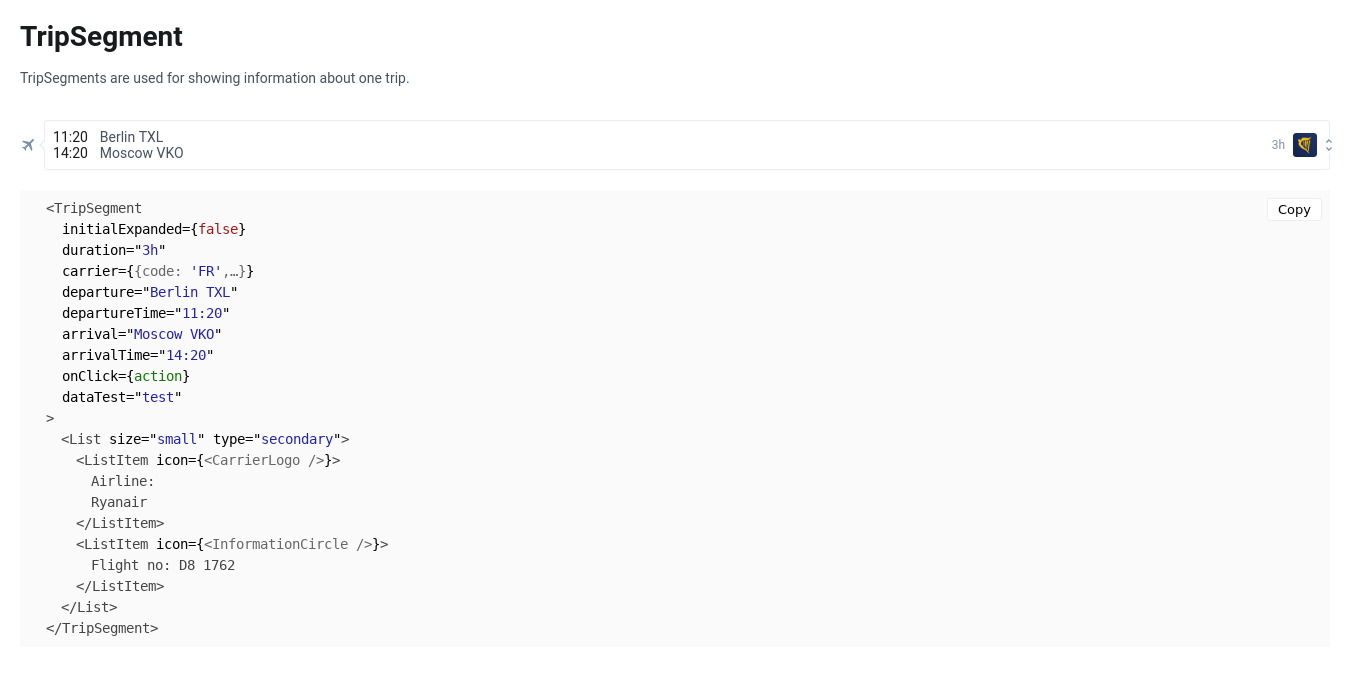 TripSegment
TripSegments are used for showing information about one trip.
11:20 Berlin TXL
14:20 Moscow VKO
3h
Copy
<TripSegment
initialExpanded={false}
duration="3h"
carrier={{code: 'FR',…}}
departure="Berlin TXL"
departureTime="11:20"
arrival="Moscow VKO"
arrivalTime="14:20"
onClick={action}
dataTest="test"
>
<List size="small" type="secondary">
<ListItem icon={<CarrierLogo />}>
Airline:
Ryanair
</ListItem>
<ListItem icon={<InformationCircle />}>
Flight no: D8 1762
</ListItem>
</List>
</TripSegment>